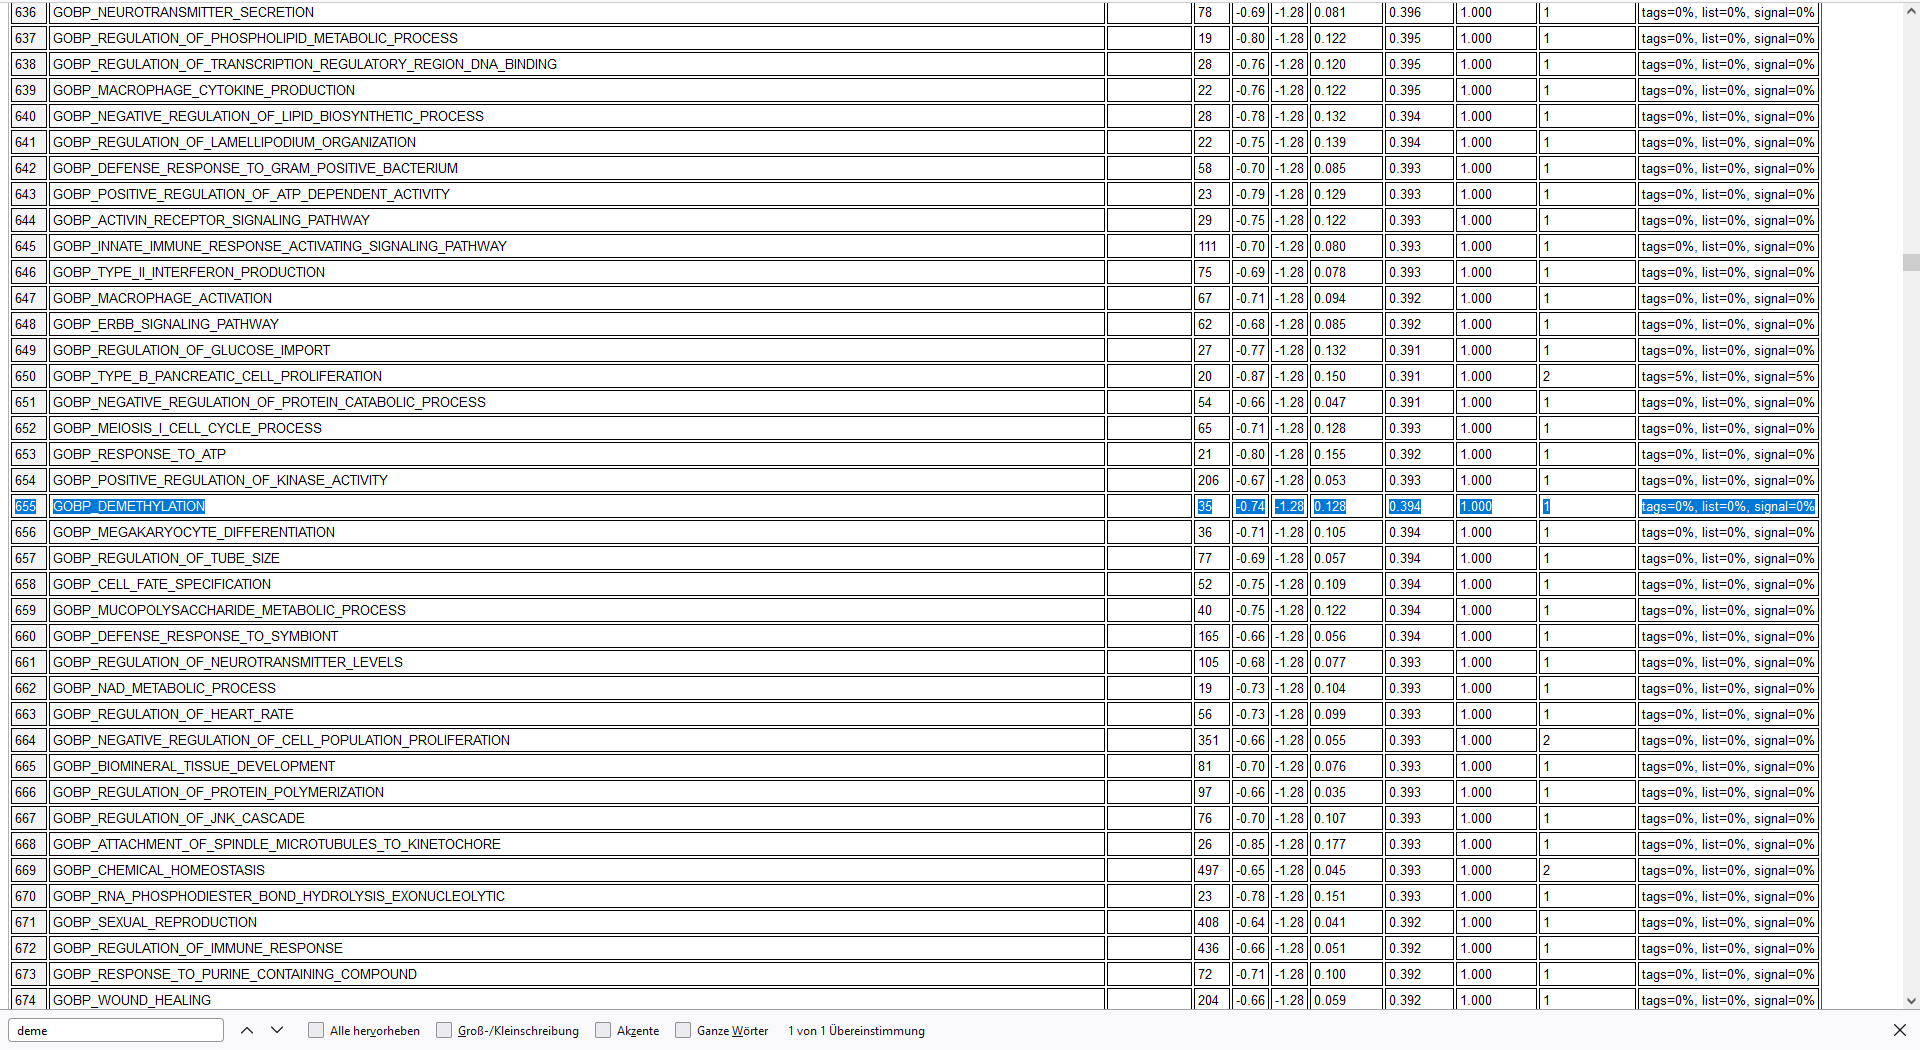 636 GOBP_NEUROTRANSMITTER_SECRETION 78 -0.69 -1.28 0.081 0.396 1.000 1 tags=0%, list=0%, signal=0%
637 GOBP_REGULATION_OF_PHOSPHOLIPID_METABOLIC_PROCESS 19 -0.80 -1.28 0.122 0.395 1.000 1 tags=0%, list=0%, signal=0%
638 GOBP_REGULATION_OF_TRANSCRIPTION_REGULATORY_REGION_DNA_BINDING 28 -0.76 -1.28 0.120 0.395 1.000 1 tags=0%, list=0%, signal=0%
639 GOBP_MACROPHAGE_CYTOKINE_PRODUCTION 22 -0.76 -1.28 0.122 0.395 1.000 1 tags=0%, list=0%, signal=0%
640 GOBP_NEGATIVE_REGULATION_OF_LIPID_BIOSYNTHETIC_PROCESS 28 -0.78 -1.28 0.132 0.394 1.000 1 tags=0%, list=0%, signal=0%
641 GOBP_REGULATION_OF_LAMELLIPODIUM_ORGANIZATION 22 -0.75 -1.28 0.139 0.394 1.000 1 tags=0%, list=0%, signal=0%
642 GOBP_DEFENSE_RESPONSE_TO_GRAM_POSITIVE_BACTERIUM 58 -0.70 -1.28 0.085 0.393 1.000 1 tags=0%, list=0%, signal=0%
643 GOBP_POSITIVE_REGULATION_OF_ATP_DEPENDENT_ACTIVITY 23 -0.79 -1.28 0.129 0.393 1.000 1 tags=0%, list=0%, signal=0%
644 GOBP_ACTIVIN_RECEPTOR_SIGNALING_PATHWAY 29 -0.75 -1.28 0.122 0.393 1.000 1 tags=0%, list=0%, signal=0%
645 GOBP_INNATE_IMMUNE_RESPONSE_ACTIVATING_SIGNALING_PATHWAY 111 -0.70 -1.28 0.080 0.393 1.000 1 tags=0%, list=0%, signal=0%
646 GOBP_TYPE_II_INTERFERON_PRODUCTION 75 -0.69 -1.28 0.078 0.393 1.000 1 tags=0%, list=0%, signal=0%
647 GOBP_MACROPHAGE_ACTIVATION 67 -0.71 -1.28 0.094 0.392 1.000 1 tags=0%, list=0%, signal=0%
648 GOBP_ERBB_SIGNALING_PATHWAY 62 -0.68 -1.28 0.085 0.392 1.000 1 tags=0%, list=0%, signal=0%
649 GOBP_REGULATION_OF_GLUCOSE_IMPORT 27 -0.77 -1.28 0.132 0.391 1.000 1 tags=0%, list=0%, signal=0%
650 GOBP_TYPE_B_PANCREATIC_CELL_PROLIFERATION 20 -0.87 -1.28 0.150 0.391 1.000 2 tags=5%, list=0%, signal=5%
651 GOBP_NEGATIVE_REGULATION_OF_PROTEIN_CATABOLIC_PROCESS 54 -0.66 -1.28 0.047 0.391 1.000 1 tags=0%, list=0%, signal=0%
652 GOBP_MEIOSIS_I_CELL_CYCLE_PROCESS 65 -0.71 -1.28 0.128 0.393 1.000 1 tags=0%, list=0%, signal=0%
653 GOBP_RESPONSE_TO_ATP 21 -0.80 -1.28 0.155 0.392 1.000 1 tags=0%, list=0%, signal=0%
654 GOBP_POSITIVE_REGULATION_OF_KINASE_ACTIVITY 206 -0.67 -1.28 0.053 0.393 1.000 1 tags=0%, list=0%, signal=0%
655 GOBP_DEMETHYLATION 35 -0.74 -1.28 0.128 0.394 1.000 1 tags=0%, list=0%, signal=0%
656 GOBP_MEGAKARYOCYTE_DIFFERENTIATION 36 -0.71 -1.28 0.105 0.394 1.000 1 tags=0%, list=0%, signal=0%
657 GOBP_REGULATION_OF_TUBE_SIZE 77 -0.69 -1.28 0.057 0.394 1.000 1 tags=0%, list=0%, signal=0%
658 GOBP_CELL_FATE_SPECIFICATION 52 -0.75 -1.28 0.109 0.394 1.000 1 tags=0%, list=0%, signal=0%
659 GOBP_MUCOPOLYSACCHARIDE_METABOLIC_PROCESS 40 -0.75 -1.28 0.122 0.394 1.000 1 tags=0%, list=0%, signal=0%
660 GOBP_DEFENSE_RESPONSE_TO_SYMBIONT 165 -0.66 -1.28 0.056 0.394 1.000 1 tags=0%, list=0%, signal=0%
661 GOBP_REGULATION_OF_NEUROTRANSMITTER_LEVELS 105 -0.68 -1.28 0.077 0.393 1.000 1 tags=0%, list=0%, signal=0%
662 GOBP_NAD_METABOLIC_PROCESS 19 -0.73 -1.28 0.104 0.393 1.000 1 tags=0%, list=0%, signal=0%
663 GOBP_REGULATION_OF_HEART_RATE 56 -0.73 -1.28 0.099 0.393 1.000 1 tags=0%, list=0%, signal=0%
664 GOBP_NEGATIVE_REGULATION_OF_CELL_POPULATION_PROLIFERATION 351 -0.66 -1.28 0.055 0.393 1.000 2 tags=0%, list=0%, signal=0%
665 GOBP_BIOMINERAL_TISSUE_DEVELOPMENT 81 -0.70 -1.28 0.076 0.393 1.000 1 tags=0%, list=0%, signal=0%
666 GOBP_REGULATION_OF_PROTEIN_POLYMERIZATION 97 -0.66 -1.28 0.035 0.393 1.000 1 tags=0%, list=0%, signal=0%
667 GOBP_REGULATION_OF_JNK_CASCADE 76 -0.70 -1.28 0.107 0.393 1.000 1 tags=0%, list=0%, signal=0%
668 GOBP_ATTACHMENT_OF_SPINDLE_MICROTUBULES_TO_KINETOCHORE 26 -0.85 -1.28 0.177 0.393 1.000 1 tags=0%, list=0%, signal=0%
669 GOBP_CHEMICAL_HOMEOSTASIS 497 -0.65 -1.28 0.045 0.393 1.000 2 tags=0%, list=0%, signal=0%
670 GOBP_RNA_PHOSPHODIESTER_BOND_HYDROLYSIS_EXONUCLEOLYTIC 23 -0.78 -1.28 0.151 0.393 1.000 1 tags=0%, list=0%, signal=0%
671 GOBP_SEXUAL_REPRODUCTION 408 -0.64 -1.28 0.041 0.392 1.000 1 tags=0%, list=0%, signal=0%
672 GOBP_REGULATION_OF_IMMUNE_RESPONSE 436 -0.66 -1.28 0.051 0.392 1.000 1 tags=0%, list=0%, signal=0%
673 GOBP_RESPONSE_TO_PURINE_CONTAINING_COMPOUND 72 -0.71 -1.28 0.100 0.392 1.000 1 tags=0%, list=0%, signal=0%
674 GOBP_WOUND_HEALING 204 -0.66 -1.28 0.059 0.392 1.000 1 tags=0%, list=0%, signal=0%
deme Alle hervorheben Groß-/Kleinschreibung Akzente Ganze Wörter 1 von 1 Übereinstimmung